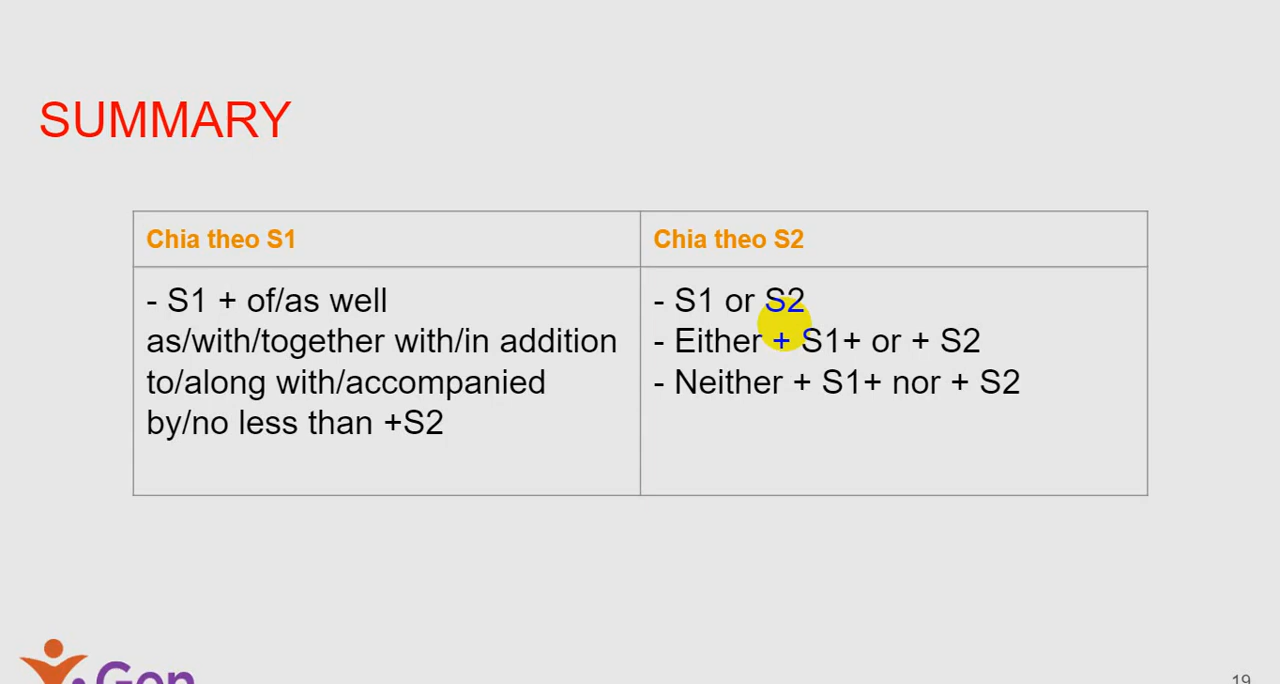 SUMMARY
Chia theo S1
- S1 + of/as well
as/with/together with/in addition
to/along with/accompanied
by/no less than +S2
Chia theo S2
- S1 or S2
- Either + S1+ or + S2
- Neither + S1+ nor + S2
Gen
19